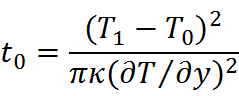 t₀ = (T₁ − T₀)² / πκ(∂T/∂y)²